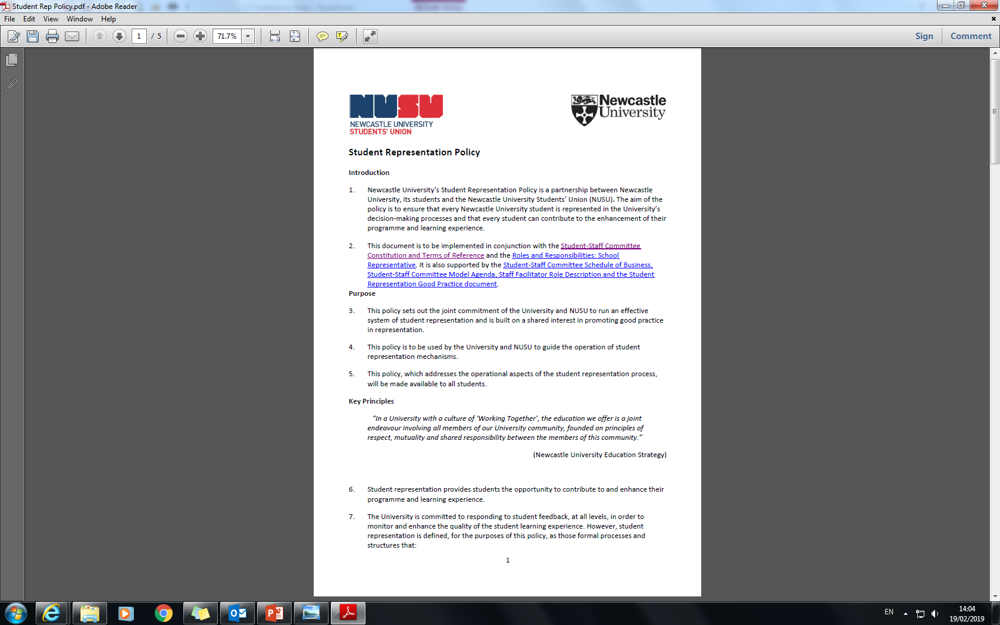 Student Rep Policy.pdf - Adobe Reader
File Edit View Window Help
1 / 5 71.7% Sign Comment
NUSU
NEWCASTLE UNIVERSITY
STUDENTS' UNION
Newcastle
University
Student Representation Policy
Introduction
1. Newcastle University's Student Representation Policy is a partnership between Newcastle
University, its students and the Newcastle University Students' Union (NUSU). The aim of the
policy is to ensure that every Newcastle University student is represented in the University's
decision-making processes and that every student can contribute to the enhancement of their
programme and learning experience.
2. This document is to be implemented in conjunction with the Student-Staff Committee
Constitution and Terms of Reference and the Roles and Responsibilities: School
Representative. It is also supported by the Student-Staff Committee Schedule of Business,
Student-Staff Committee Model Agenda, Staff Facilitator Role Description and the Student
Representation Good Practice document.
Purpose
3. This policy sets out the joint commitment of the University and NUSU to run an effective
system of student representation and is built on a shared interest in promoting good practice
in representation.
4. This policy is to be used by the University and NUSU to guide the operation of student
representation mechanisms.
5. This policy, which addresses the operational aspects of the student representation process,
will be made available to all students.
Key Principles
“In a University with a culture of ‘Working Together’, the education we offer is a joint
endeavour involving all members of our University community, founded on principles of
respect, mutuality and shared responsibility between the members of this community.”
(Newcastle University Education Strategy)
6. Student representation provides students the opportunity to contribute to and enhance their
programme and learning experience.
7. The University is committed to responding to student feedback, at all levels, in order to
monitor and enhance the quality of the student learning experience. However, student
representation is defined, for the purposes of this policy, as those formal processes and
structures that:
1
EN 14:04
19/02/2019